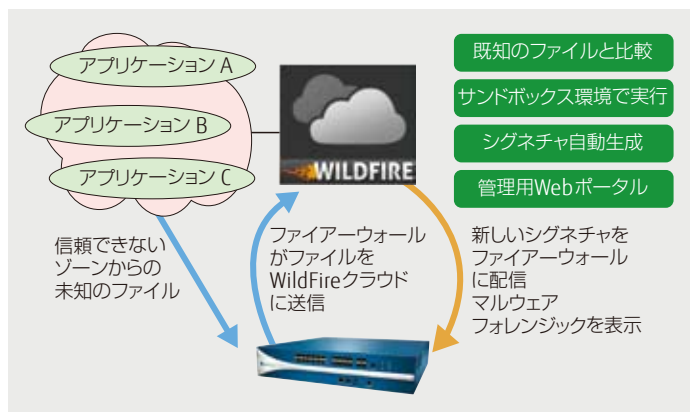 アプリケーション A
アプリケーション B
アプリケーション C
WILDFIRE
既知のファイルと比較
サンドボックス環境で実行
シグネチャ自動生成
管理用Webポータル
信頼できない
ゾーンからの
未知のファイル
ファイアーウォール
がファイルを
WildFireクラウド
に送信
新しいシグネチャを
ファイアーウォール
に配信
マルウェア
フォレンジックを表示